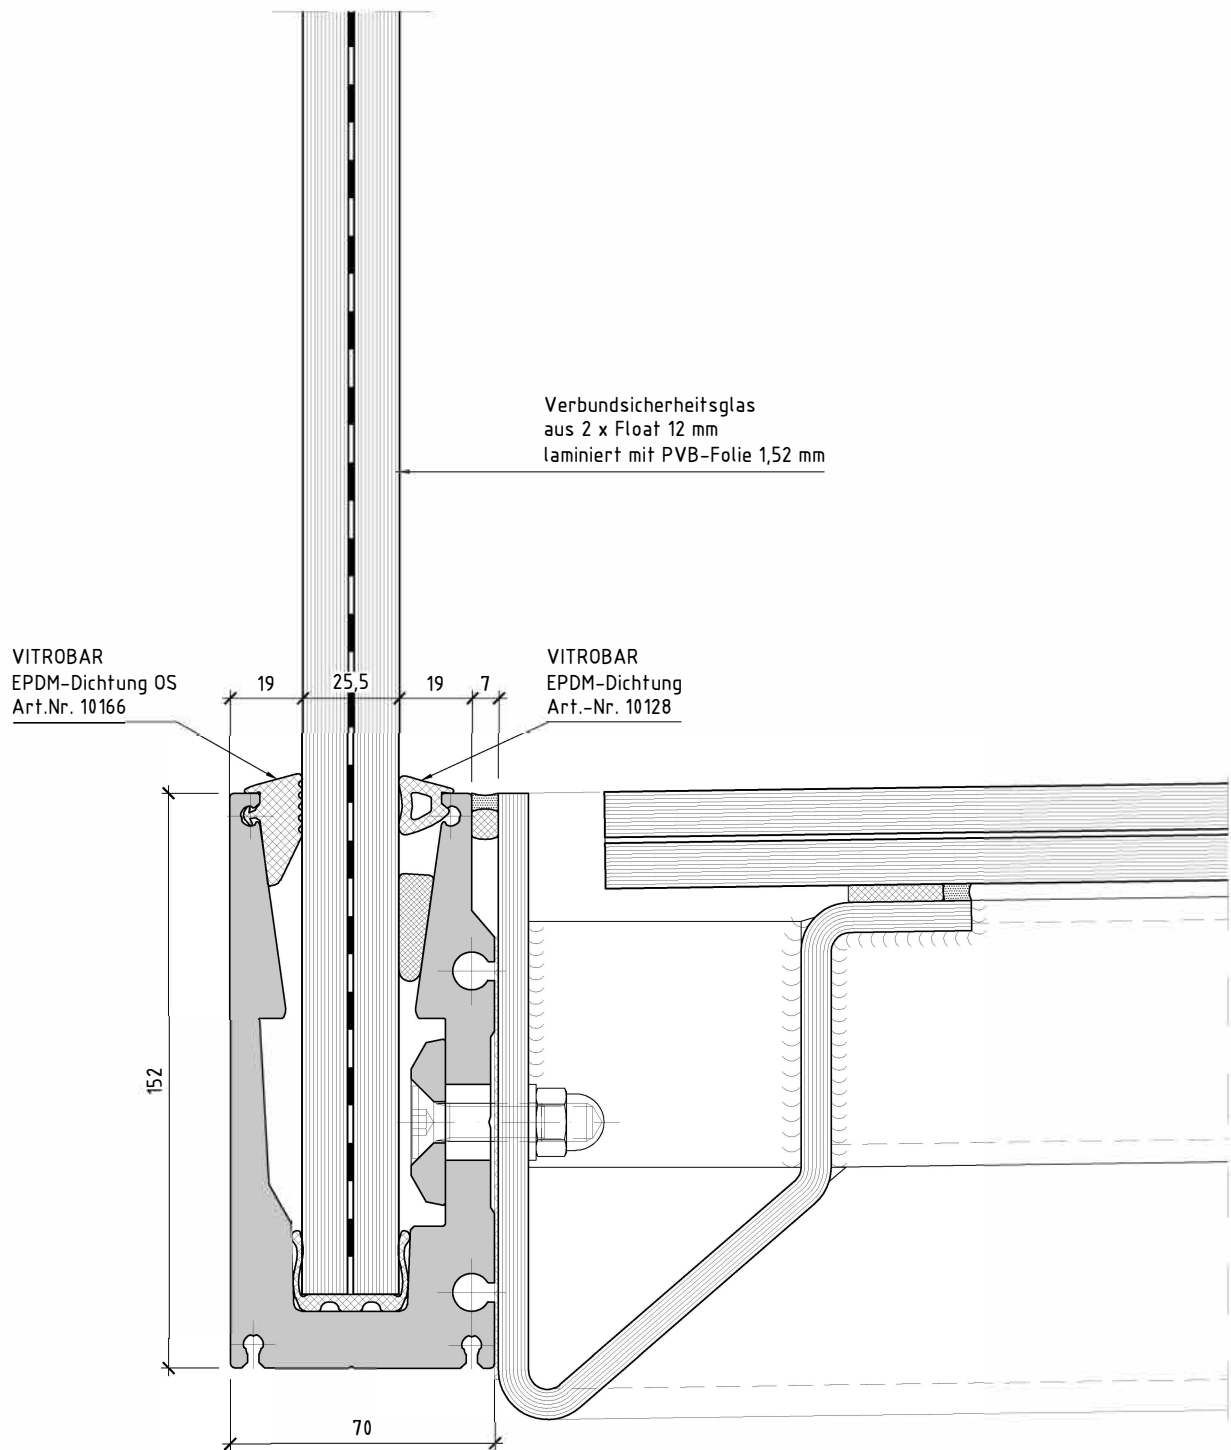 Verbundsicherheitsglas
aus 2 x Float 12 mm
laminiert mit PVB-Folie 1,52 mm
VITROBAR
EPDM-Dichtung OS
Art.Nr. 10166
VITROBAR
EPDM-Dichtung
Art.-Nr. 10128
19
25,5
19
7
152
70